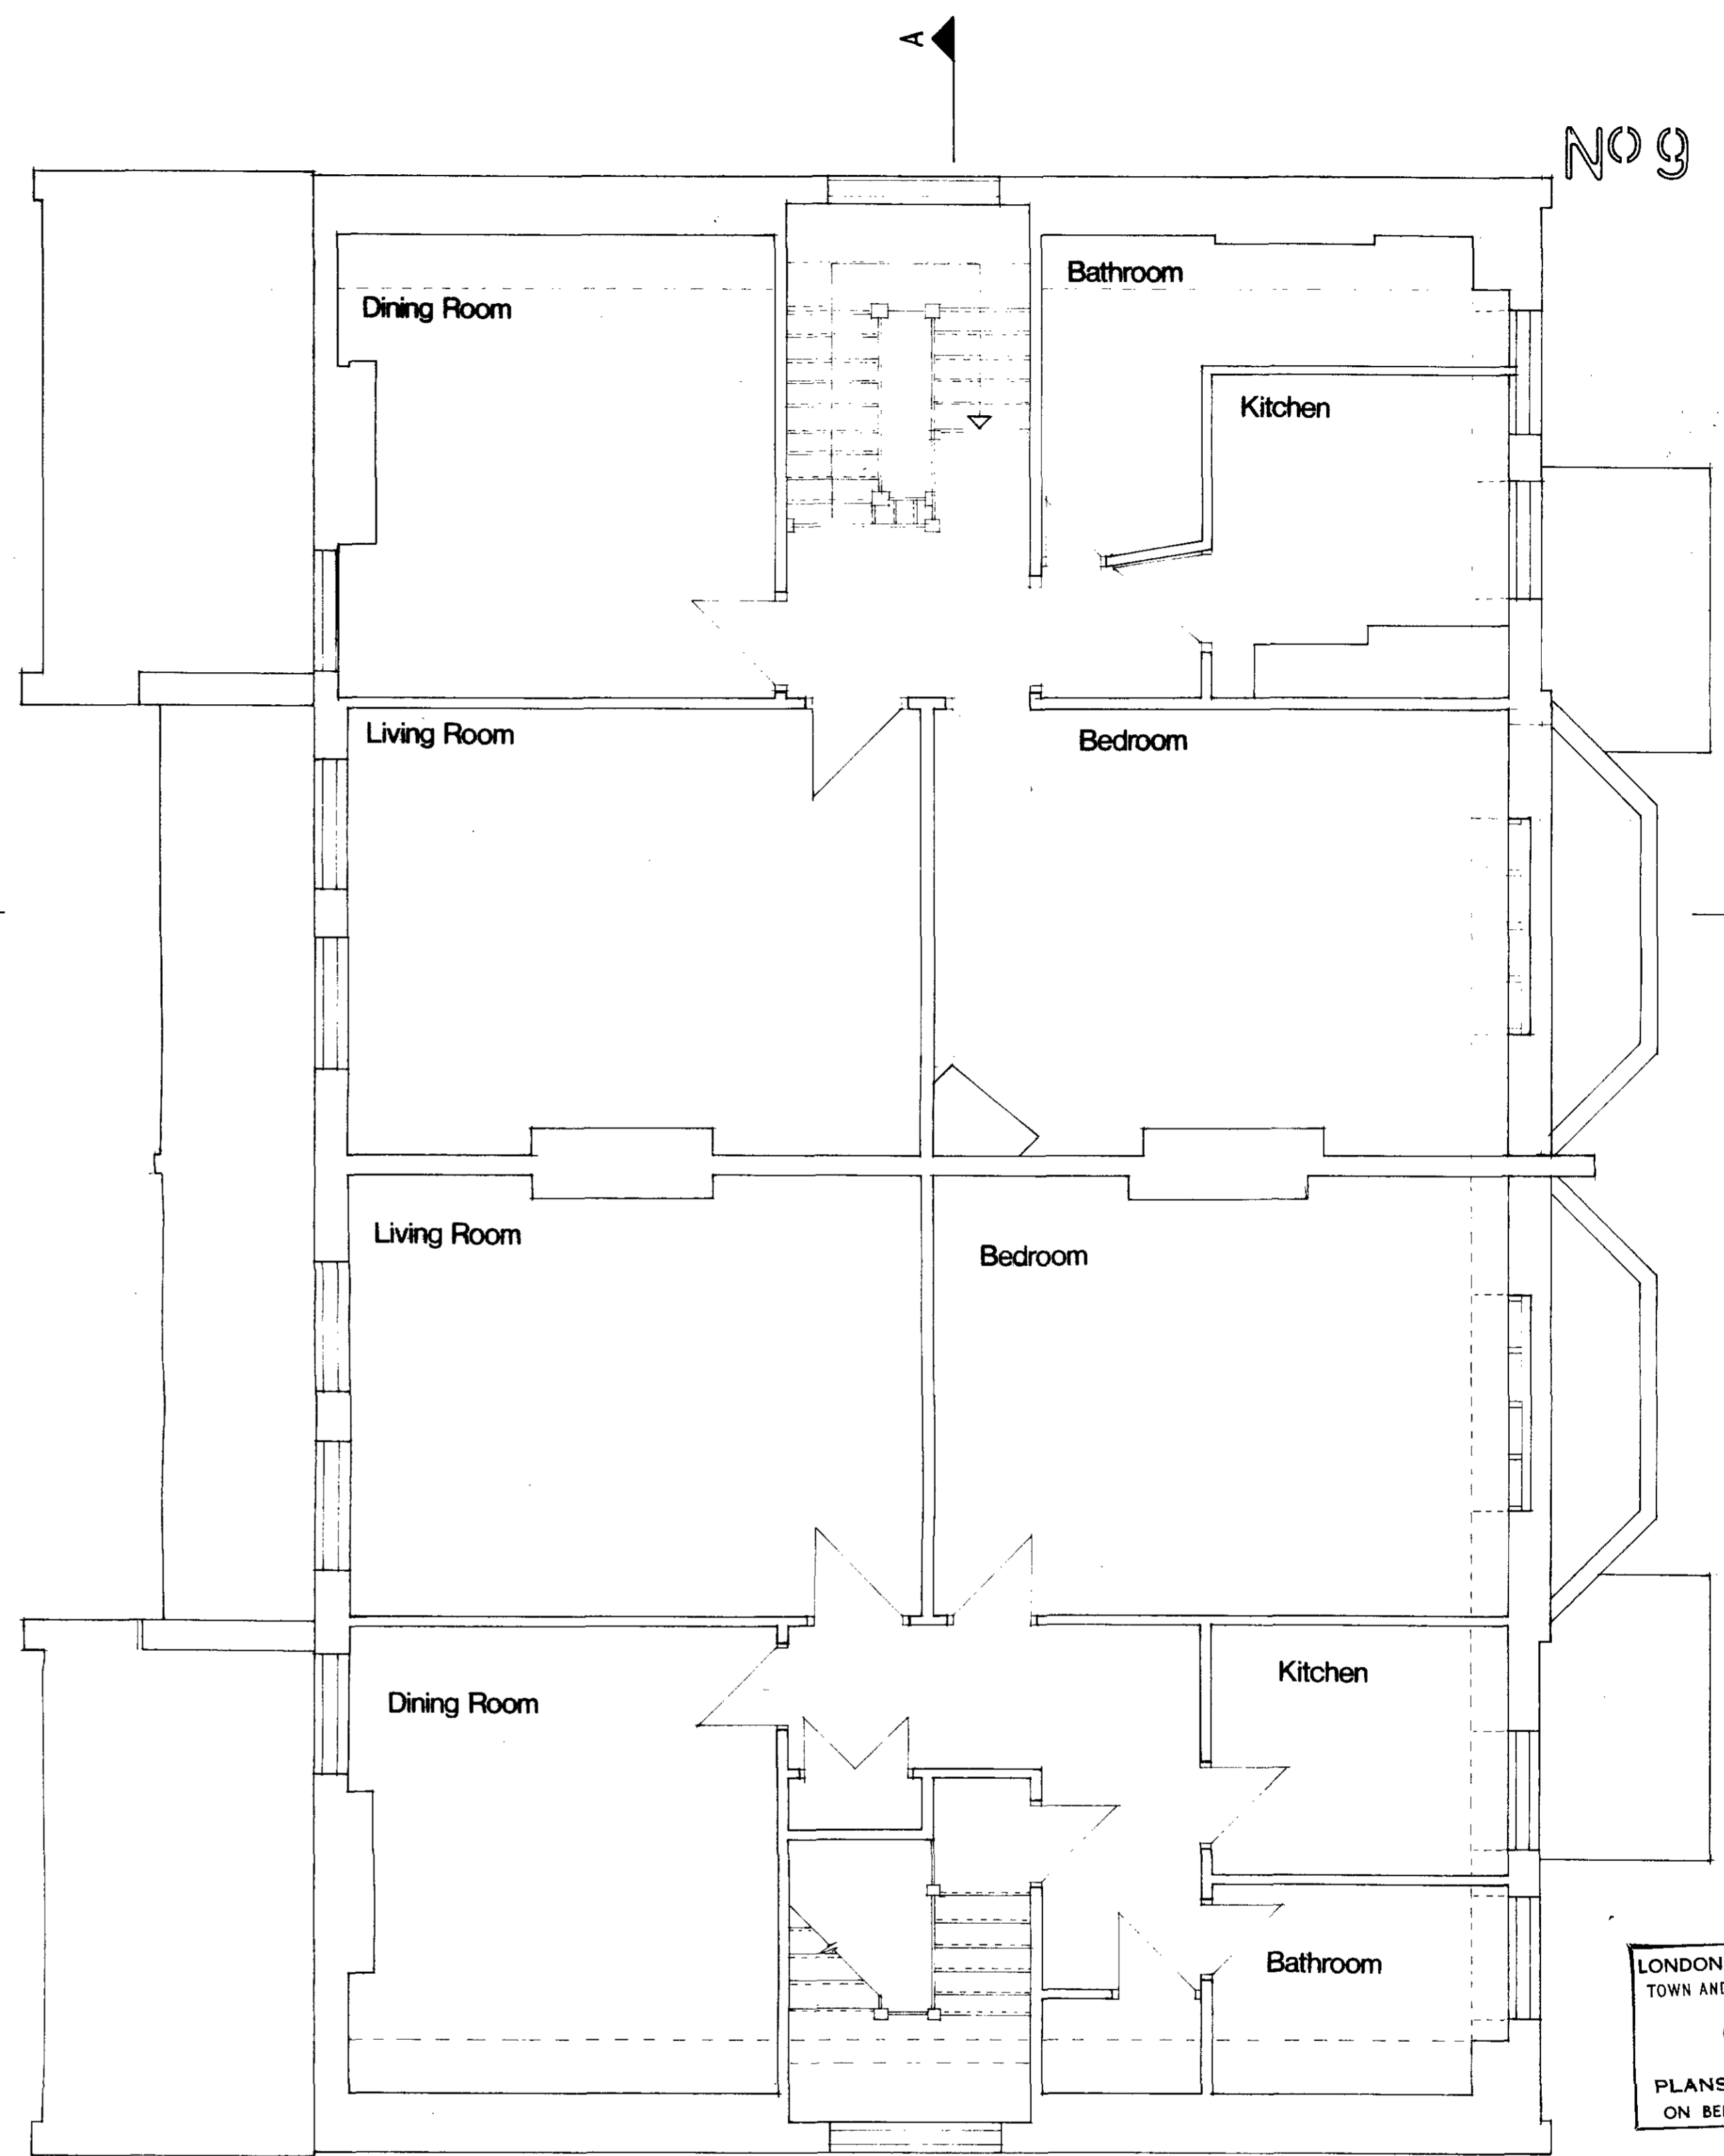 A
Nº 9
Dining Room
Bathroom
Kitchen
Living Room
Bedroom
Living Room
Bedroom
Dining Room
Kitchen
Bathroom
LONDON
TOWN AND
PLANS
ON